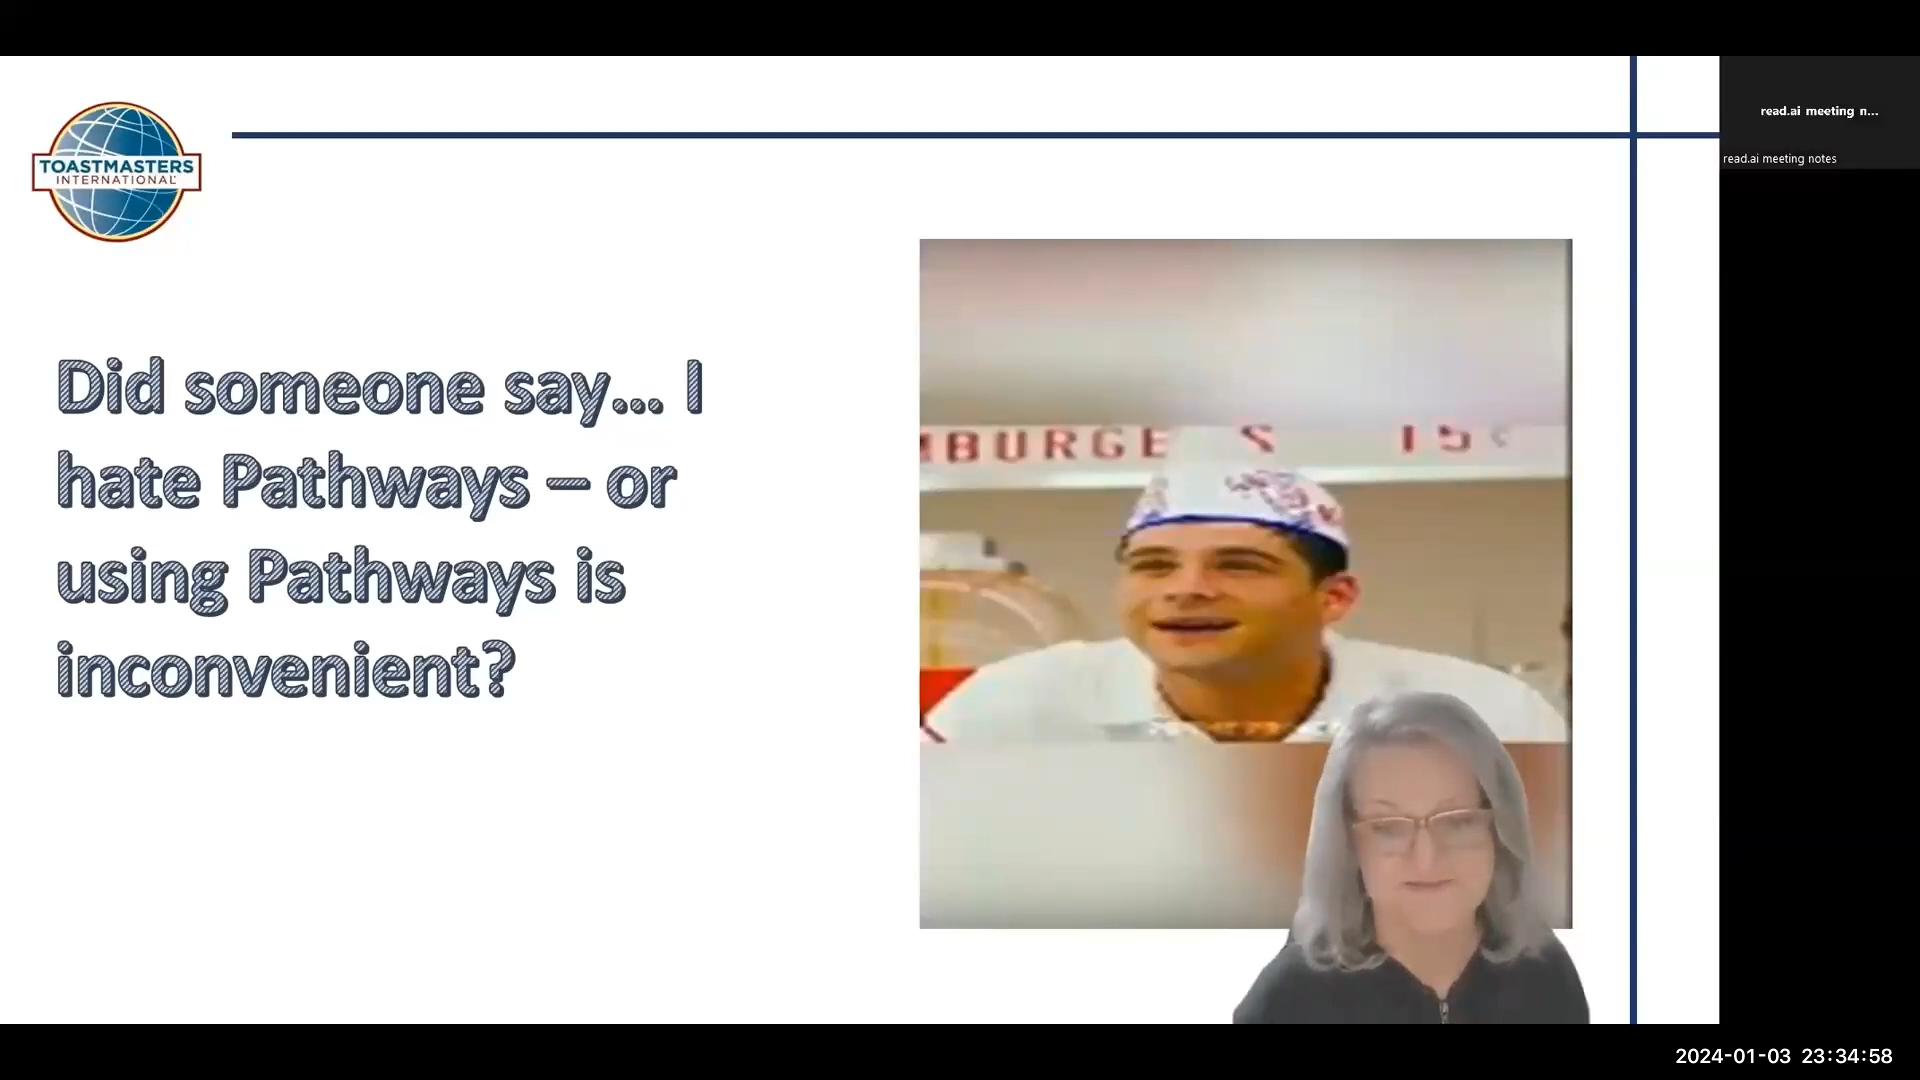 TOASTMASTERS
INTERNATIONAL
Did someone say... I
hate Pathways – or
using Pathways is
inconvenient?
MBURGE S 15¢
read.ai meeting n...
read.ai meeting notes
2024-01-03 23:34:58